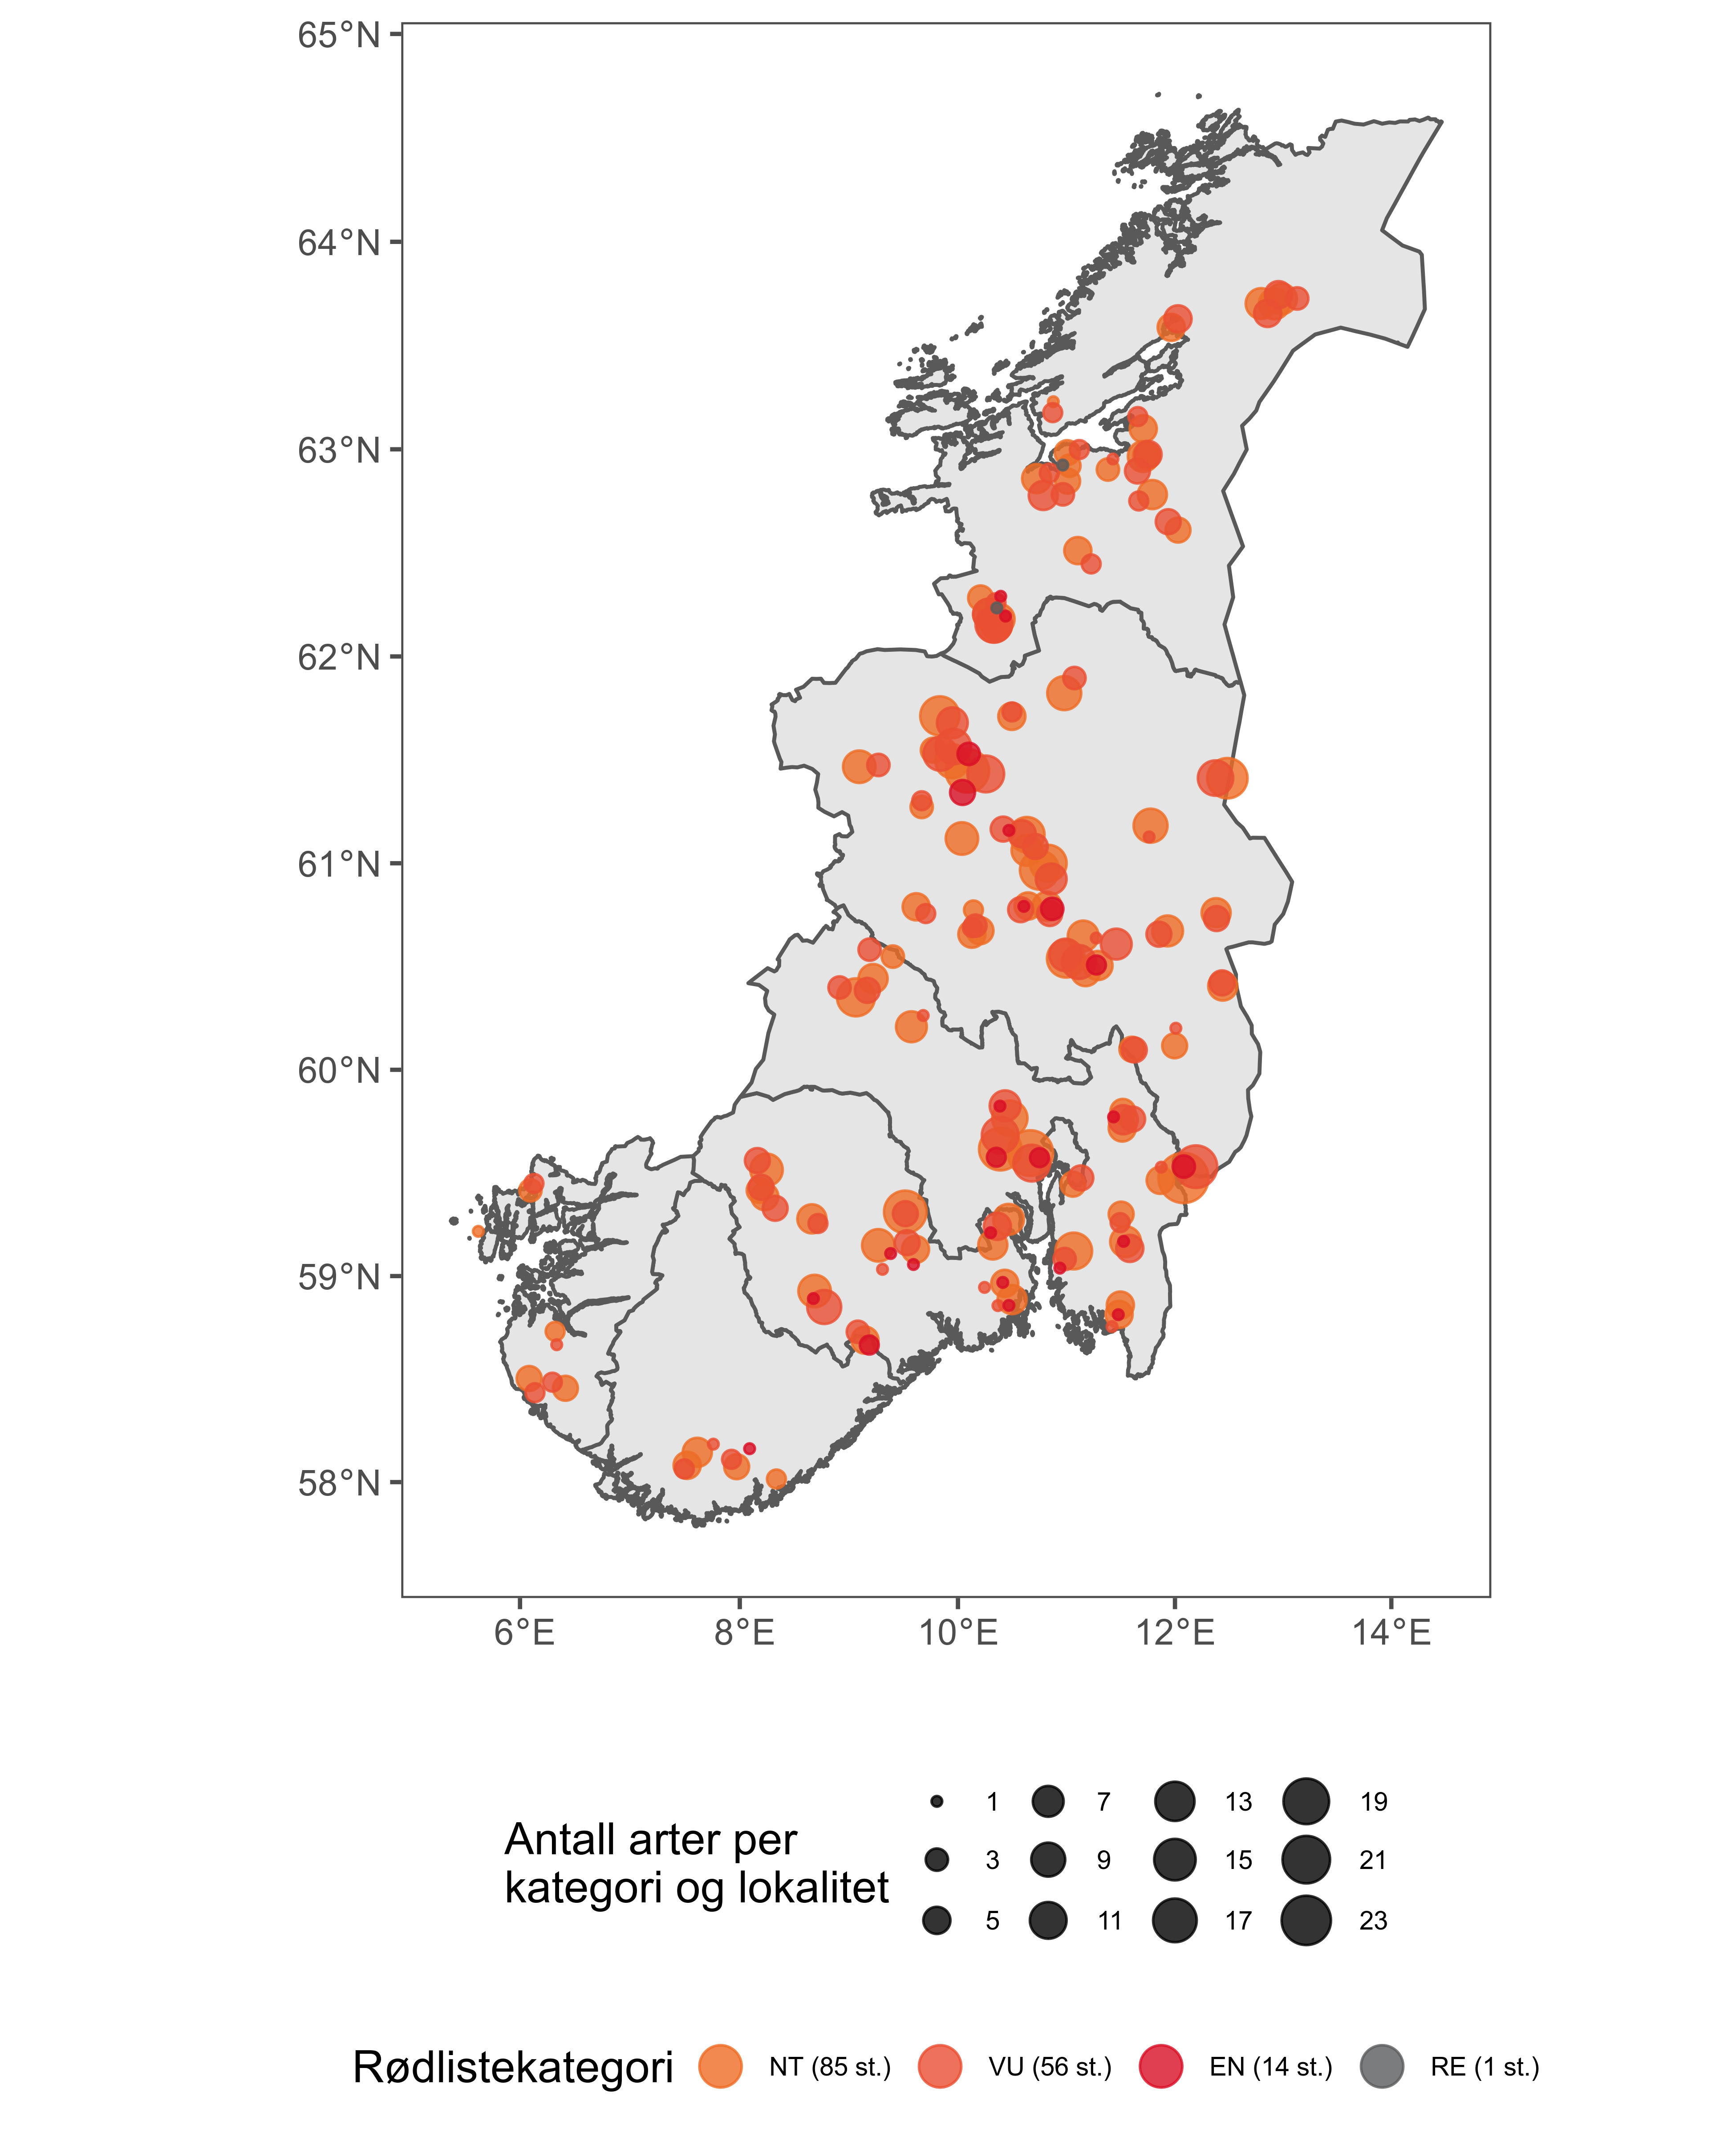 65°N
64°N
63°N
62°N
61°N
60°N
59°N
58°N
6°E 8°E 10°E 12°E 14°E
Antall arter per
kategori og lokalitet
1 7 13 19
3 9 15 21
5 11 17 23
Rødlistekategori NT (85 st.) VU (56 st.) EN (14 st.) RE (1 st.)